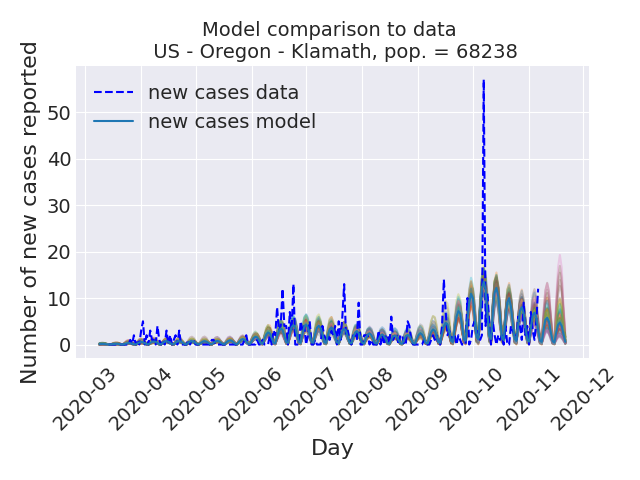 Model comparison to data
US - Oregon - Klamath, pop. = 68238
new cases data
new cases model
Number of new cases reported
50
40
30
20
10
0
2020-03
2020-04
2020-05
2020-06
2020-07
2020-08
2020-09
2020-10
2020-11
2020-12
Day